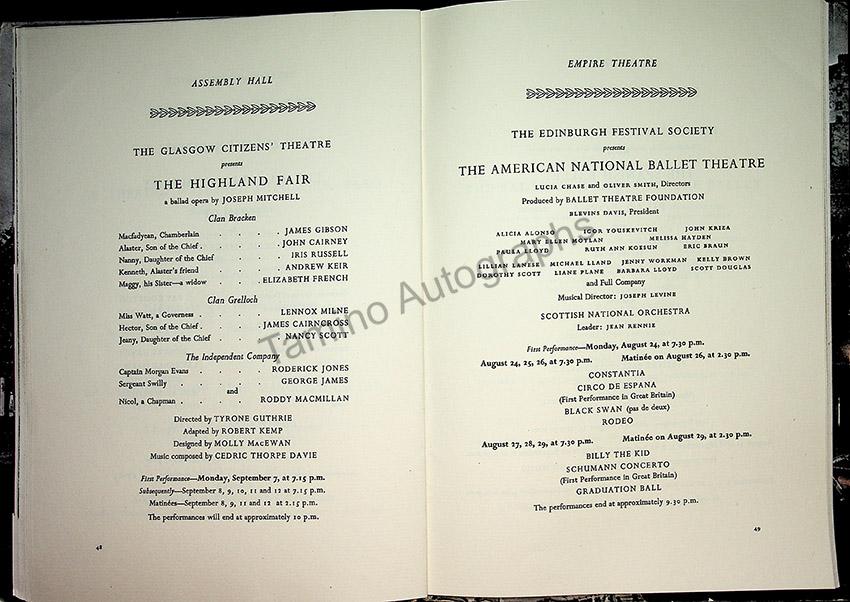 ASSEMBLY HALL
THE GLASGOW CITIZENS' THEATRE
presents
THE HIGHLAND FAIR
a ballad opera by JOSEPH MITCHELL
Clan Bracken
Macfadyean, Chamberlain . . . . JAMES GIBSON
Alaster, Son of the Chief . . . . . JOHN CAIRNEY
Nanny, Daughter of the Chief . . . . IRIS RUSSELL
Kenneth, Alaster's friend . . . . ANDREW KEIR
Maggy, his Sister—a widow . . . . ELIZABETH FRENCH
Clan Grelloch
Miss Watt, a Governess . . . . LENNOX MILNE
Hector, Son of the Chief . . . . JAMES CAIRNCROSS
Jeany, Daughter of the Chief . . . . NANCY SCOTT
The Independent Company
Captain Morgan Evans . . . . RODERICK JONES
Sergeant Swilly . . . . . GEORGE JAMES
and
Nicol, a Chapman . . . . . RODDY MACMILLAN
Directed by TYRONE GUTHRIE
Adapted by ROBERT KEMP
Designed by MOLLY MacEWAN
Music composed by CEDRIC THORPE DAVIE
First Performance—Monday, September 7, at 7.15 p.m.
Subsequently—September 8, 9, 10, 11 and 12 at 7.15 p.m.
Matinées—September 8, 9, 11 and 12 at 2.15 p.m.
The performances will end at approximately 10 p.m.
48
EMPIRE THEATRE
THE EDINBURGH FESTIVAL SOCIETY
presents
THE AMERICAN NATIONAL BALLET THEATRE
LUCIA CHASE and OLIVER SMITH, Directors
Produced by BALLET THEATRE FOUNDATION
BLEVINS DAVIS, President
ALICIA ALONSO IGOR YOUSKEVITCH JOHN KRIZA
MARY ELLEN MOYLAN MELISSA HAYDEN
PAULA LLOYD RUTH ANN KOESUN ERIC BRAUN
LILLIAN LANESE MICHAEL LLAND JENNY WORKMAN KELLY BROWN
DOROTHY SCOTT LIANE PLANE BARBARA LLOYD SCOTT DOUGLAS
and Full Company
Musical Director: JOSEPH LEVINE
SCOTTISH NATIONAL ORCHESTRA
Leader: JEAN RENNIE
First Performance—Monday, August 24, at 7.30 p.m.
August 24, 25, 26, at 7.30 p.m. Matinée on August 26, at 2.30 p.m.
CONSTANTIA
CIRCO DE ESPANA
(First Performance in Great Britain)
BLACK SWAN (pas de deux)
RODEO
August 27, 28, 29, at 7.30 p.m. Matinée on August 29, at 2.30 p.m.
BILLY THE KID
SCHUMANN CONCERTO
(First Performance in Great Britain)
GRADUATION BALL
The performances end at approximately 9.30 p.m.
49
Tamino Autographs